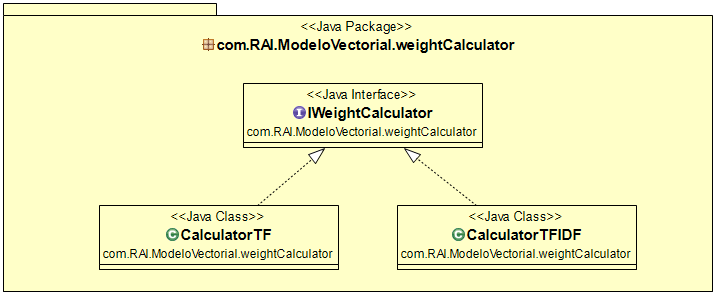 <<Java Package>>
com.RAI.ModeloVectorial.weightCalculator
<<Java Interface>>
IWeightCalculator
com.RAI.ModeloVectorial.weightCalculator
<<Java Class>>
CalculatorTF
com.RAI.ModeloVectorial.weightCalculator
<<Java Class>>
CalculatorTFIDF
com.RAI.ModeloVectorial.weightCalculator